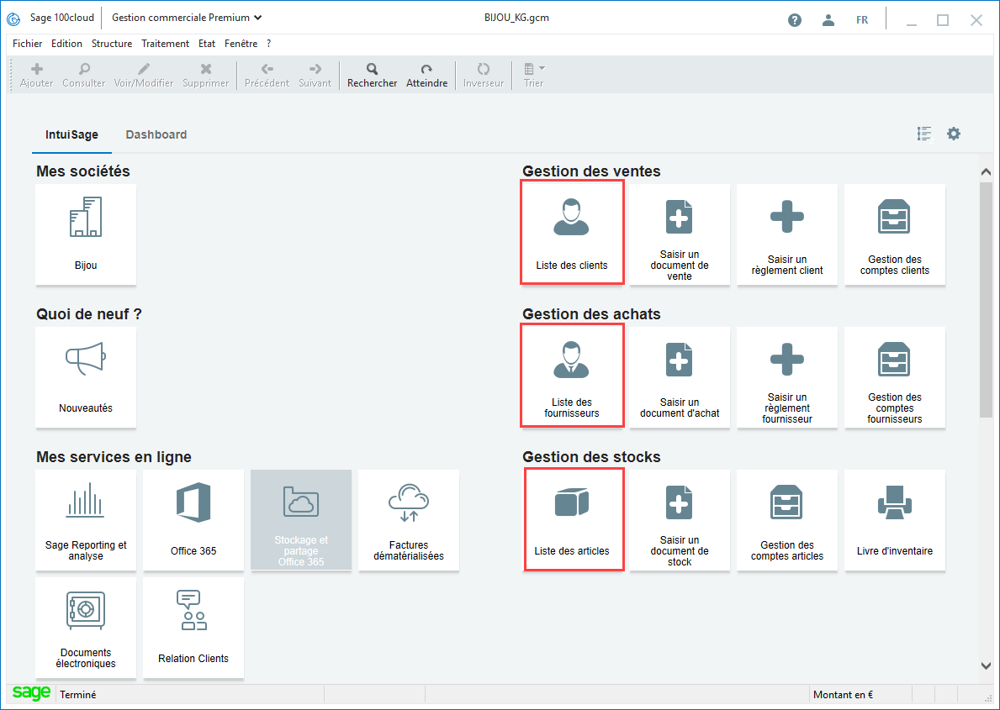 Sage 100cloud
Gestion commerciale Premium
BIJOU_KG.gcm
?
FR
Fichier Edition Structure Traitement Etat Fenêtre ?
Ajouter Consulter Voir/Modifier Supprimer Précédent Suivant Rechercher Atteindre Inverseur Trier
IntuiSage Dashboard
Mes sociétés
Bijou
Quoi de neuf ?
Nouveautés
Mes services en ligne
Sage Reporting et
analyse
Office 365
Stockage et
partage
Office 365
Factures
dématérialisées
Documents
électroniques
Relation Clients
Gestion des ventes
Liste des clients
Saisir un
document de
vente
Saisir un
règlement client
Gestion des
comptes clients
Gestion des achats
Liste des
fournisseurs
Saisir un
document d'achat
Saisir un
règlement
fournisseur
Gestion des
comptes
fournisseurs
Gestion des stocks
Liste des articles
Saisir un
document de
stock
Gestion des
comptes articles
Livre d'inventaire
sage
Terminé
Montant en €